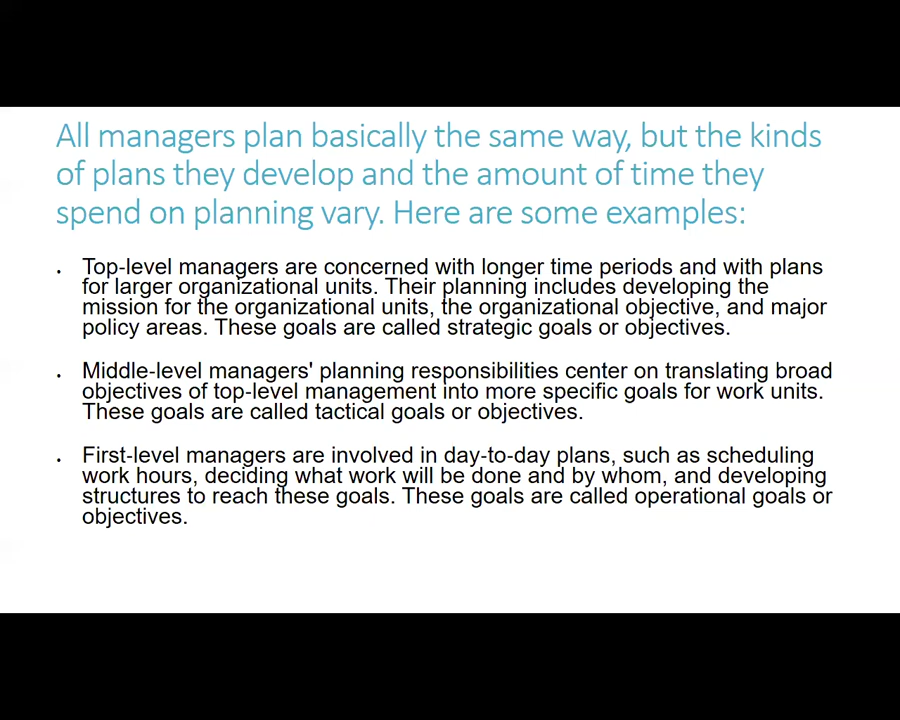 All managers plan basically the same way, but the kinds
of plans they develop and the amount of time they
spend on planning vary. Here are some examples:
• Top-level managers are concerned with longer time periods and with plans
for larger organizational units. Their planning includes developing the
mission for the organizational units, the organizational objective, and major
policy areas. These goals are called strategic goals or objectives.
• Middle-level managers' planning responsibilities center on translating broad
objectives of top-level management into more specific goals for work units.
These goals are called tactical goals or objectives.
• First-level managers are involved in day-to-day plans, such as scheduling
work hours, deciding what work will be done and by whom, and developing
structures to reach these goals. These goals are called operational goals or
objectives.